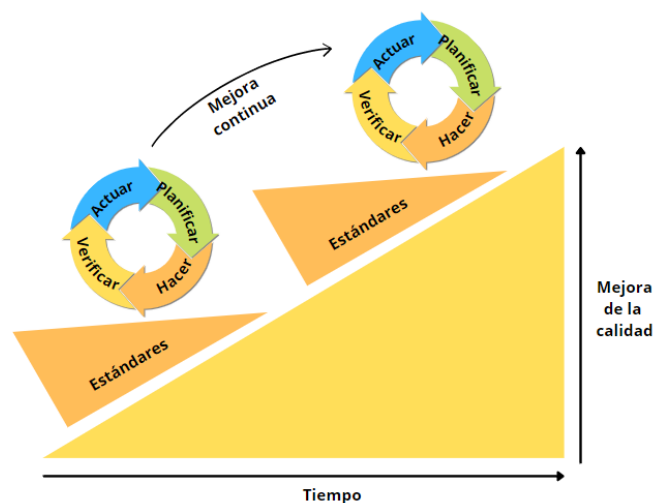 Actuar
Planificar
Hacer
Verificar
Mejora
continua
Actuar
Planificar
Hacer
Verificar
Estándares
Estándares
Mejora
de la
calidad
Tiempo